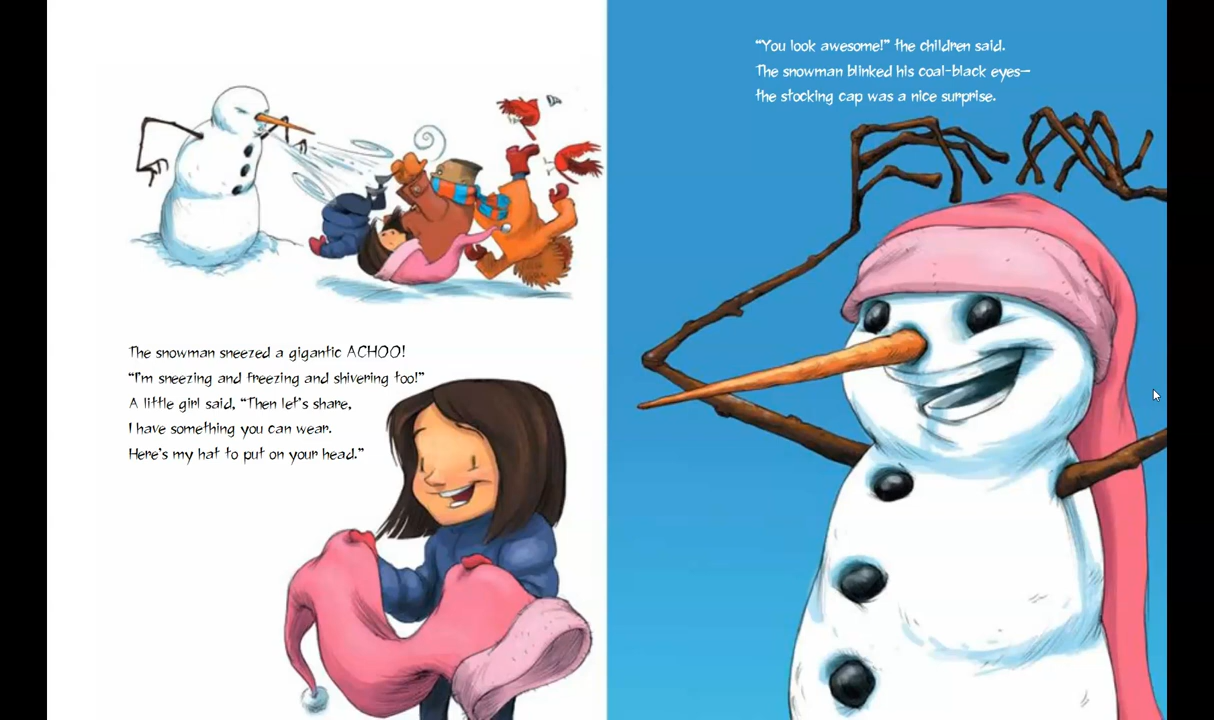 The snowman sneezed a gigantic ACHOO!
"I'm sneezing and freezing and shivering too!"
A little girl said, "Then let's share,
I have something you can wear.
Here's my hat to put on your head."
"You look awesome!" the children said.
The snowman blinked his coal-black eyes—
the stocking cap was a nice surprise.